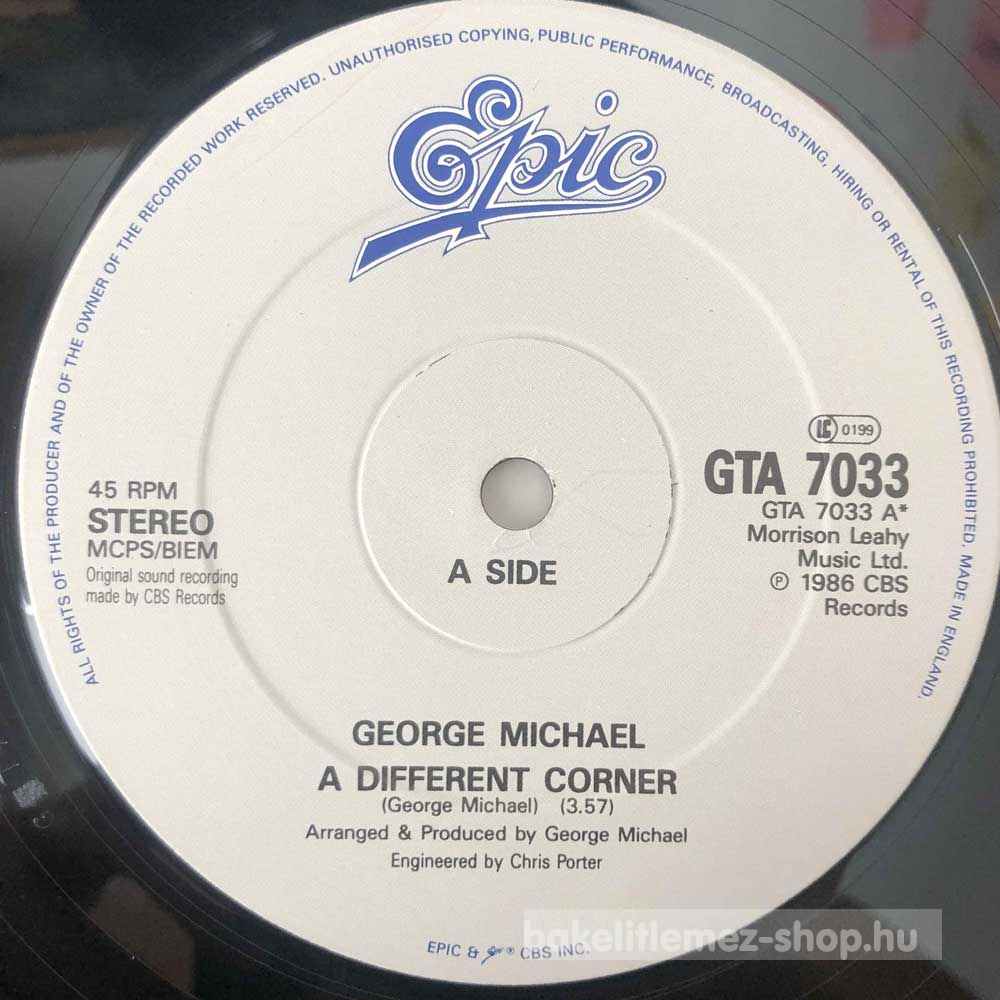 ALL RIGHTS OF THE PRODUCER AND OF THE OWNER OF THE RECORDED WORK RESERVED. UNAUTHORISED COPYING, PUBLIC PERFORMANCE, BROADCASTING, HIRING OR RENTAL OF THIS RECORDING PROHIBITED. MADE IN ENGLAND.
Epic
45 RPM
STEREO
MCPS/BIEM
Original sound recording
made by CBS Records
A SIDE
LC 0199
GTA 7033
GTA 7033 A*
Morrison Leahy
Music Ltd.
℗ 1986 CBS
Records
GEORGE MICHAEL
A DIFFERENT CORNER
(George Michael) (3.57)
Arranged & Produced by George Michael
Engineered by Chris Porter
EPIC & ® CBS INC.
bakelitlemez-shop.hu